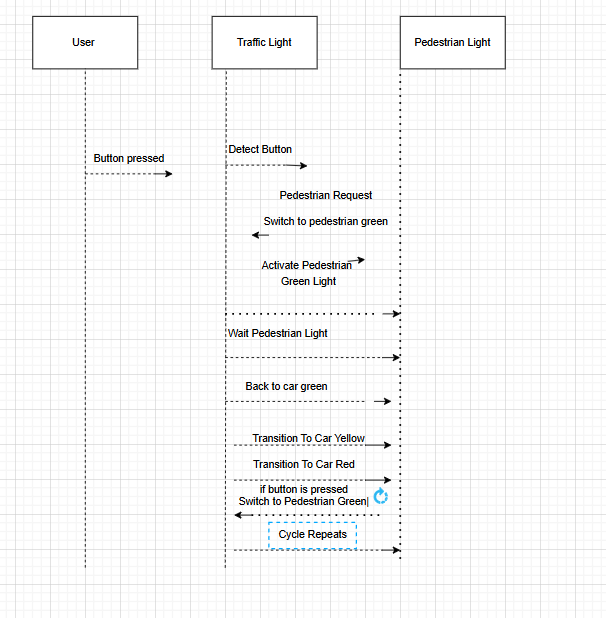 User
Traffic Light
Pedestrian Light
Detect Button
Button pressed
Pedestrian Request
Switch to pedestrian green
Activate Pedestrian
Green Light
Wait Pedestrian Light
Back to car green
Transition To Car Yellow
Transition To Car Red
if button is pressed
Switch to Pedestrian Green
Cycle Repeats